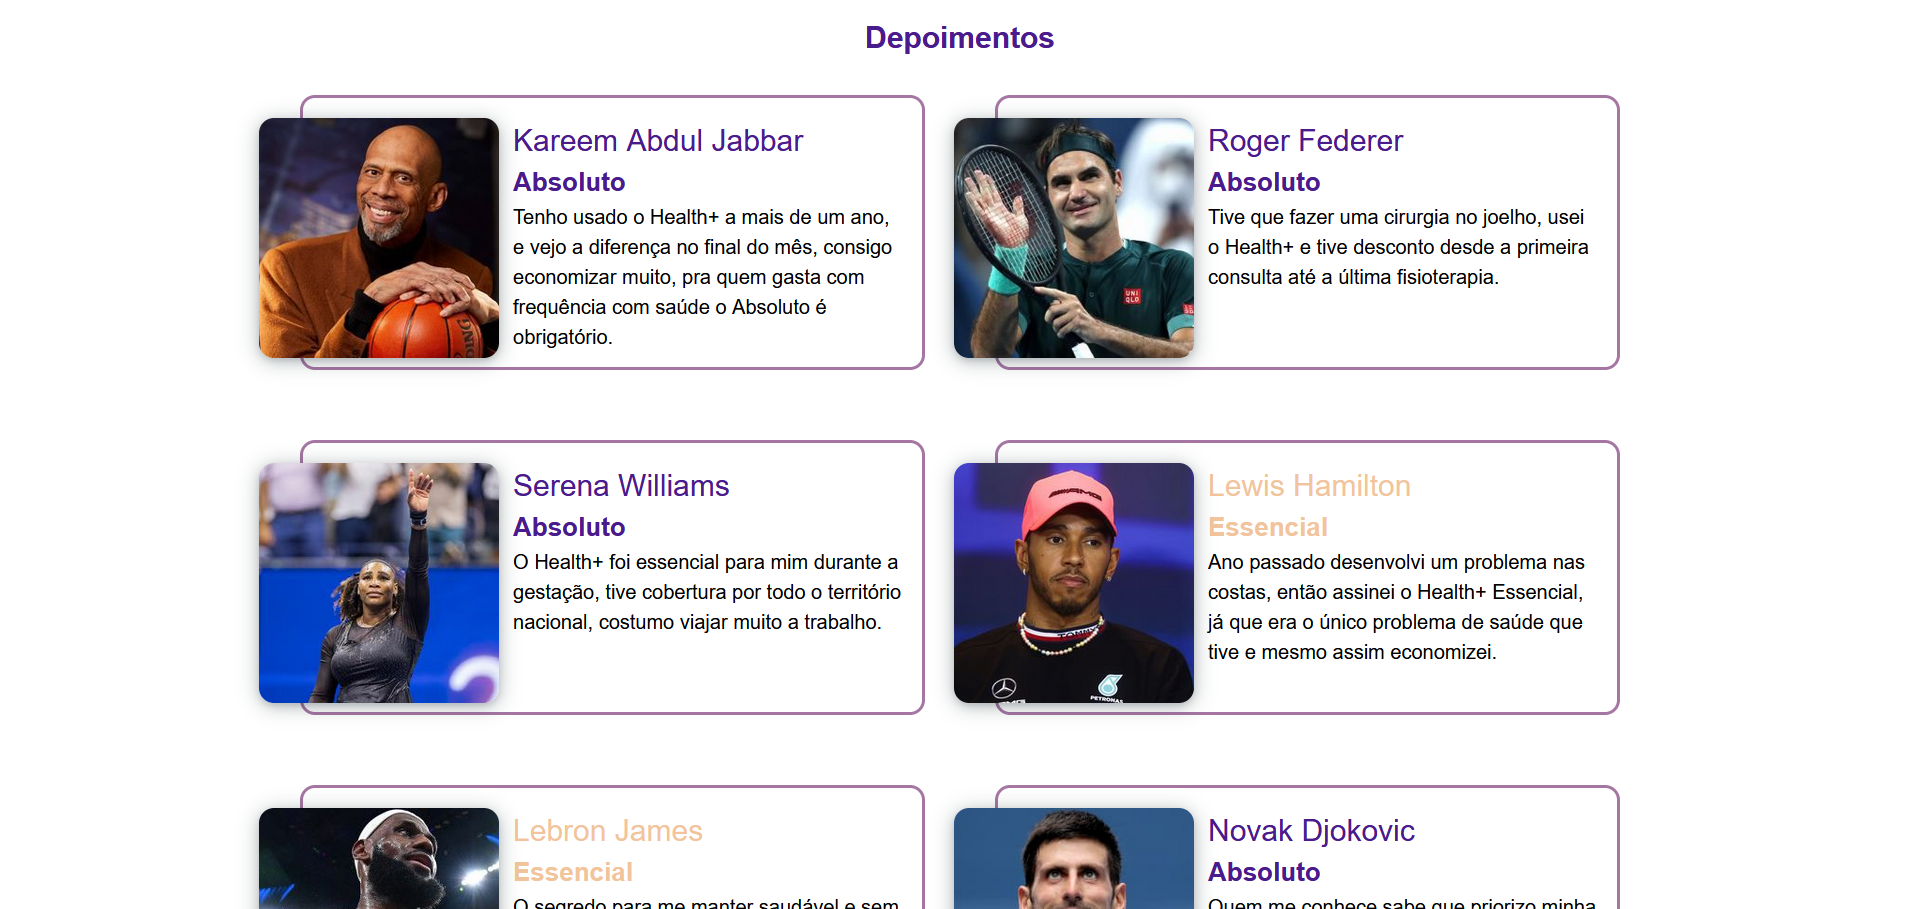 Depoimentos
Kareem Abdul Jabbar
Absoluto
Tenho usado o Health+ a mais de um ano,
e vejo a diferença no final do mês, consigo
economizar muito, pra quem gasta com
frequência com saúde o Absoluto é
obrigatório.
Roger Federer
Absoluto
Tive que fazer uma cirurgia no joelho, usei
o Health+ e tive desconto desde a primeira
consulta até a última fisioterapia.
UNI
QLO
Serena Williams
Absoluto
O Health+ foi essencial para mim durante a
gestação, tive cobertura por todo o território
nacional, costumo viajar muito a trabalho.
Lewis Hamilton
Essencial
Ano passado desenvolvi um problema nas
costas, então assinei o Health+ Essencial,
já que era o único problema de saúde que
tive e mesmo assim economizei.
AMG
TOMMY
PETRONAS
Lebron James
Essencial
O segredo para me manter saudável e sem
Novak Djokovic
Absoluto
Quem me conhece sabe que priorizo minha